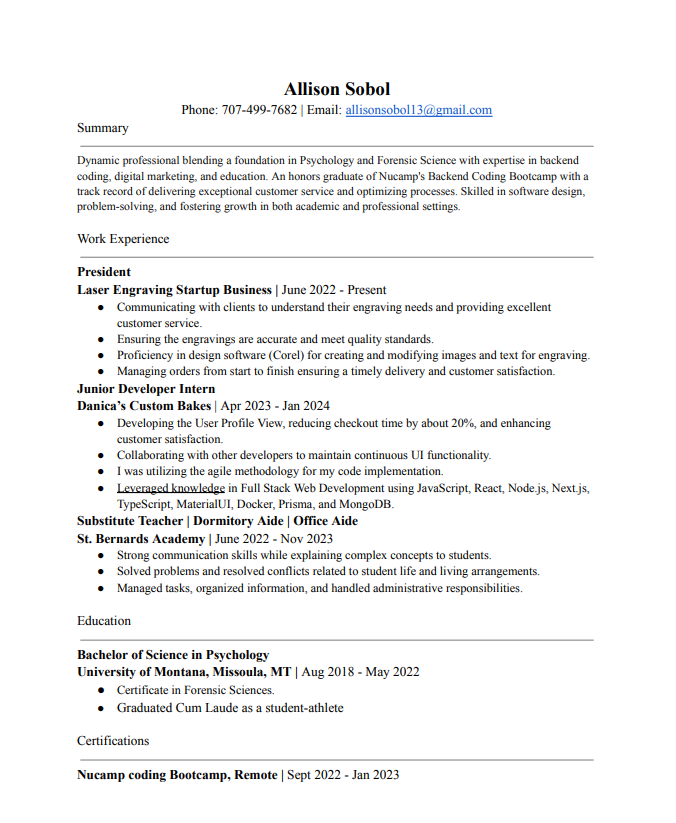 Allison Sobol
Phone: 707-499-7682 | Email: allisonsobol13@gmail.com
Summary
Dynamic professional blending a foundation in Psychology and Forensic Science with expertise in backend
coding, digital marketing, and education. An honors graduate of Nucamp's Backend Coding Bootcamp with a
track record of delivering exceptional customer service and optimizing processes. Skilled in software design,
problem-solving, and fostering growth in both academic and professional settings.
Work Experience
President
Laser Engraving Startup Business | June 2022 - Present
● Communicating with clients to understand their engraving needs and providing excellent
customer service.
● Ensuring the engravings are accurate and meet quality standards.
● Proficiency in design software (Corel) for creating and modifying images and text for engraving.
● Managing orders from start to finish ensuring a timely delivery and customer satisfaction.
Junior Developer Intern
Danica’s Custom Bakes | Apr 2023 - Jan 2024
● Developing the User Profile View, reducing checkout time by about 20%, and enhancing
customer satisfaction.
● Collaborating with other developers to maintain continuous UI functionality.
● I was utilizing the agile methodology for my code implementation.
● Leveraged knowledge in Full Stack Web Development using JavaScript, React, Node.js, Next.js,
TypeScript, MaterialUI, Docker, Prisma, and MongoDB.
Substitute Teacher | Dormitory Aide | Office Aide
St. Bernards Academy | June 2022 - Nov 2023
● Strong communication skills while explaining complex concepts to students.
● Solved problems and resolved conflicts related to student life and living arrangements.
● Managed tasks, organized information, and handled administrative responsibilities.
Education
Bachelor of Science in Psychology
University of Montana, Missoula, MT | Aug 2018 - May 2022
● Certificate in Forensic Sciences.
● Graduated Cum Laude as a student-athlete
Certifications
Nucamp coding Bootcamp, Remote | Sept 2022 - Jan 2023